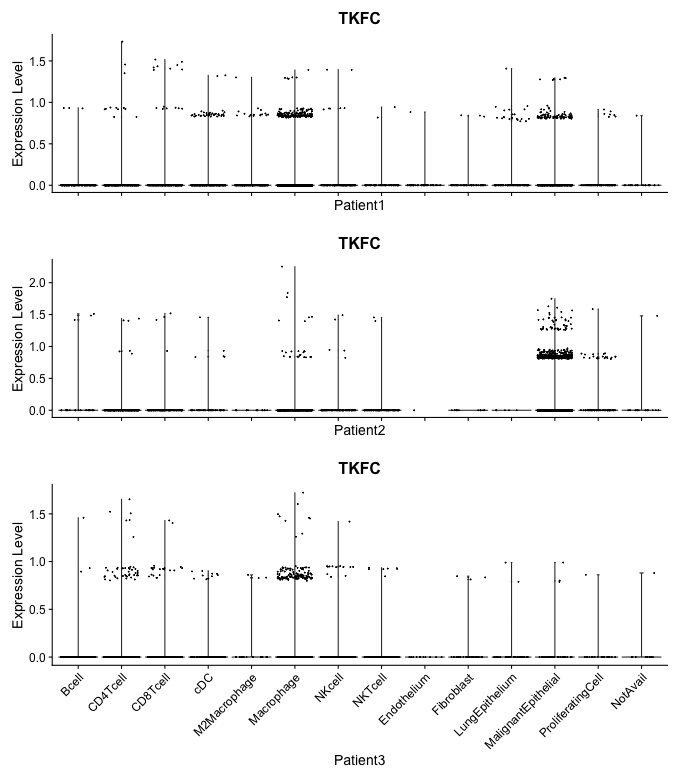 TKFC
Expression Level
1.5
1.0
0.5
0.0
Patient1
TKFC
Expression Level
2.0
1.5
1.0
0.5
0.0
Patient2
TKFC
Expression Level
1.5
1.0
0.5
0.0
Bcell
CD4Tcell
CD8Tcell
cDC
M2Macrophage
Macrophage
NKcell
NKTcell
Endothelium
Fibroblast
LungEpithelium
MalignantEpithelial
ProliferatingCell
NotAvail
Patient3